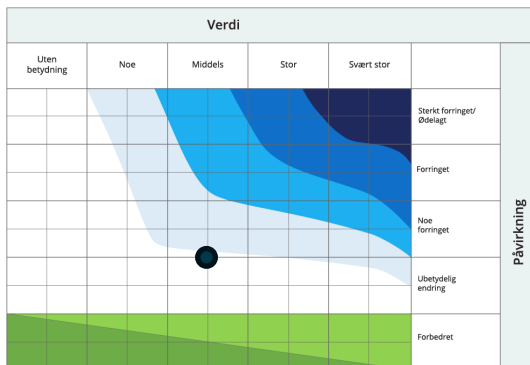 Verdi
Uten
betydning
Noe
Middels
Stor
Svært stor
Sterkt forringet/
Ødelagt
Forringet
Noe
forringet
Ubetydelig
endring
Forbedret
Påvirkning